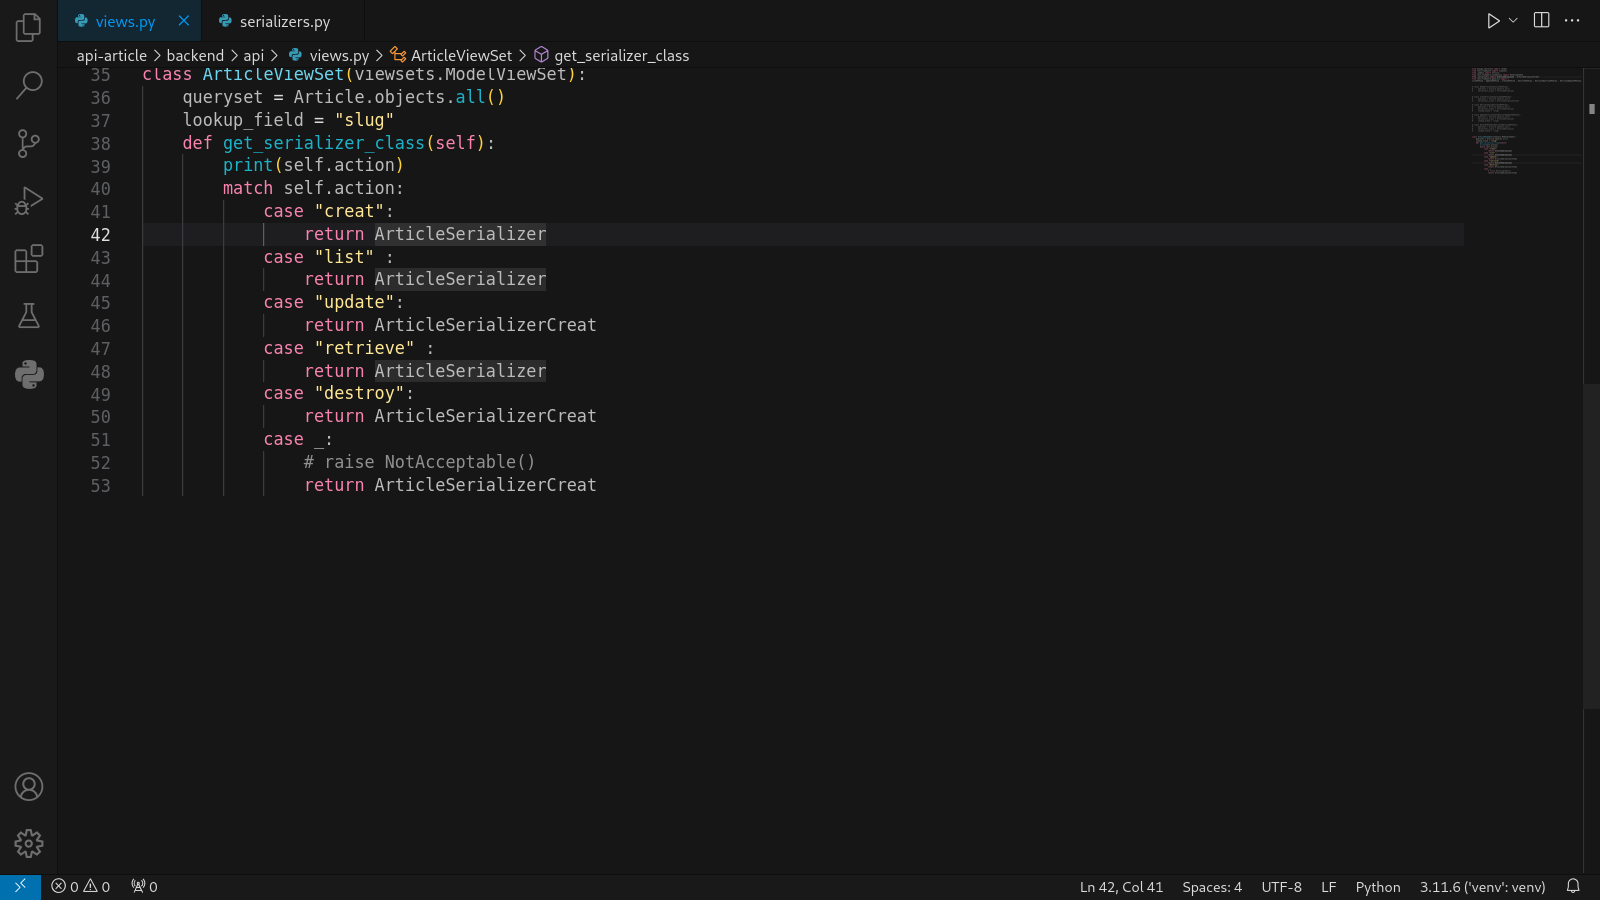 views.py
serializers.py
api-article > backend > api > views.py > ArticleViewSet > get_serializer_class
35 class ArticleViewSet(viewsets.ModelViewSet):
36 queryset = Article.objects.all()
37 lookup_field = "slug"
38 def get_serializer_class(self):
39 print(self.action)
40 match self.action:
41 case "creat":
42 return ArticleSerializer
43 case "list" :
44 return ArticleSerializer
45 case "update":
46 return ArticleSerializerCreat
47 case "retrieve" :
48 return ArticleSerializer
49 case "destroy":
50 return ArticleSerializerCreat
51 case _:
52 # raise NotAcceptable()
53 return ArticleSerializerCreat
0 0 0 Ln 42, Col 41 Spaces: 4 UTF-8 LF Python 3.11.6 ('venv': venv)